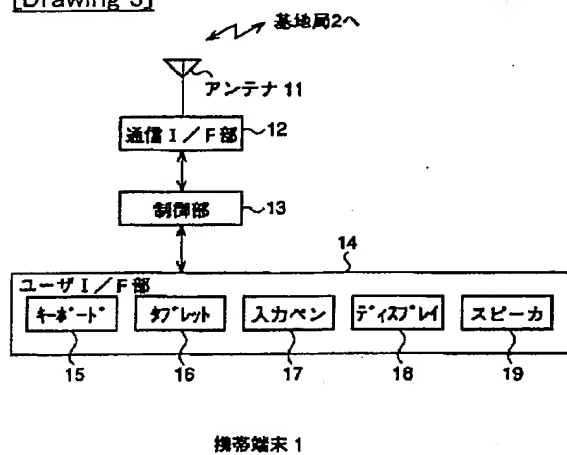 [Drawing 3]
基地局2へ
アンテナ 11
通信 I/F部 12
制御部 13
14
ユーザ I/F部
キーボード タブレット 入力ペン ディスプレイ スピーカ
15 16 17 18 19
携帯端末 1